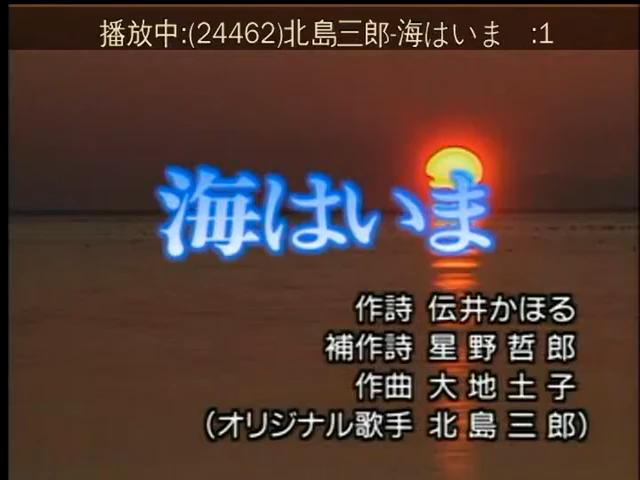 播放中:(24462)北島三郎-海はいま :1
海はいま
作詩 伝井かほる
補作詩 星野哲郎
作曲 大地土子
(オリジナル歌手 北島三郎)